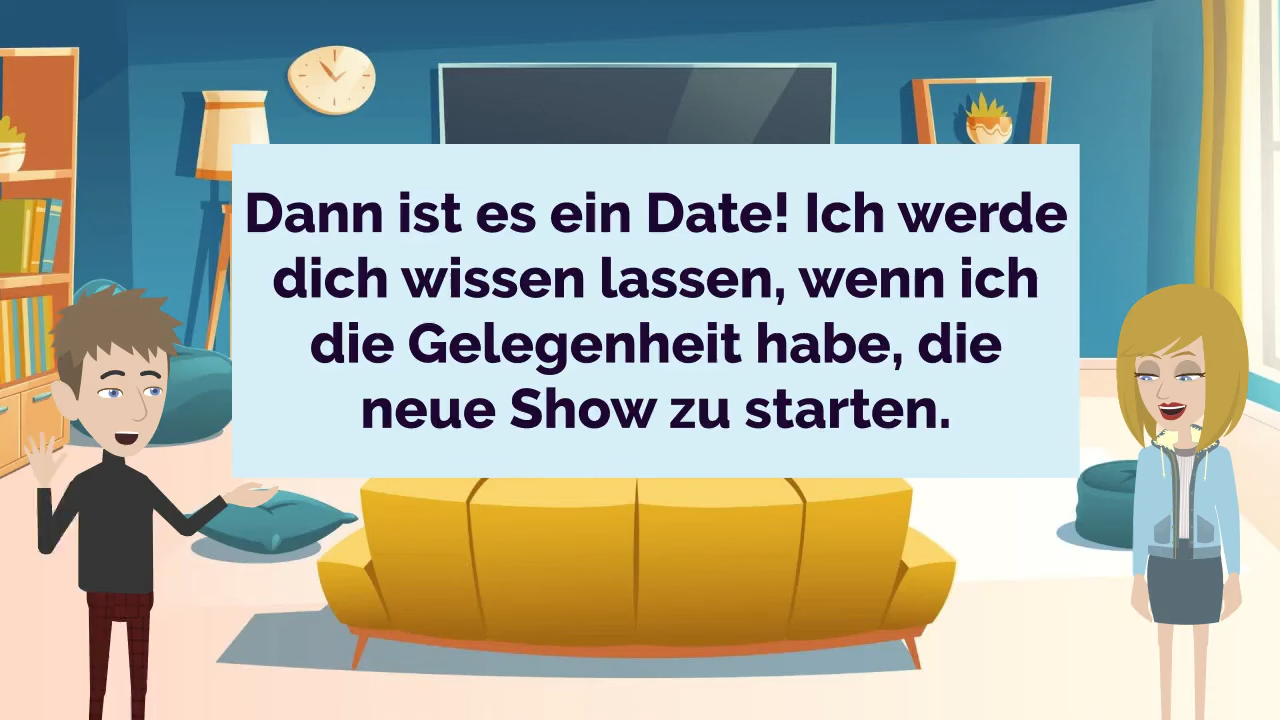 Dann ist es ein Date! Ich werde
dich wissen lassen, wenn ich
die Gelegenheit habe, die
neue Show zu starten.